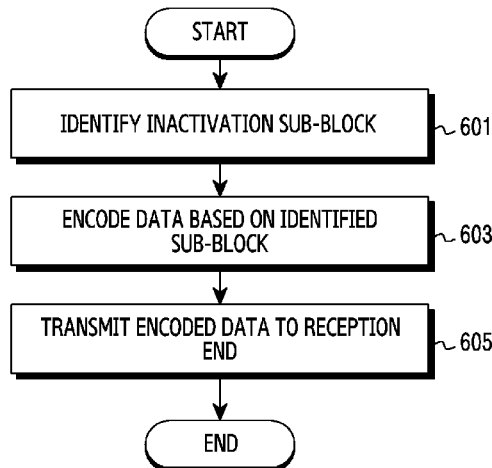 START
IDENTIFY INACTIVATION SUB-BLOCK
601
ENCODE DATA BASED ON IDENTIFIED
SUB-BLOCK
603
TRANSMIT ENCODED DATA TO RECEPTION
END
605
END